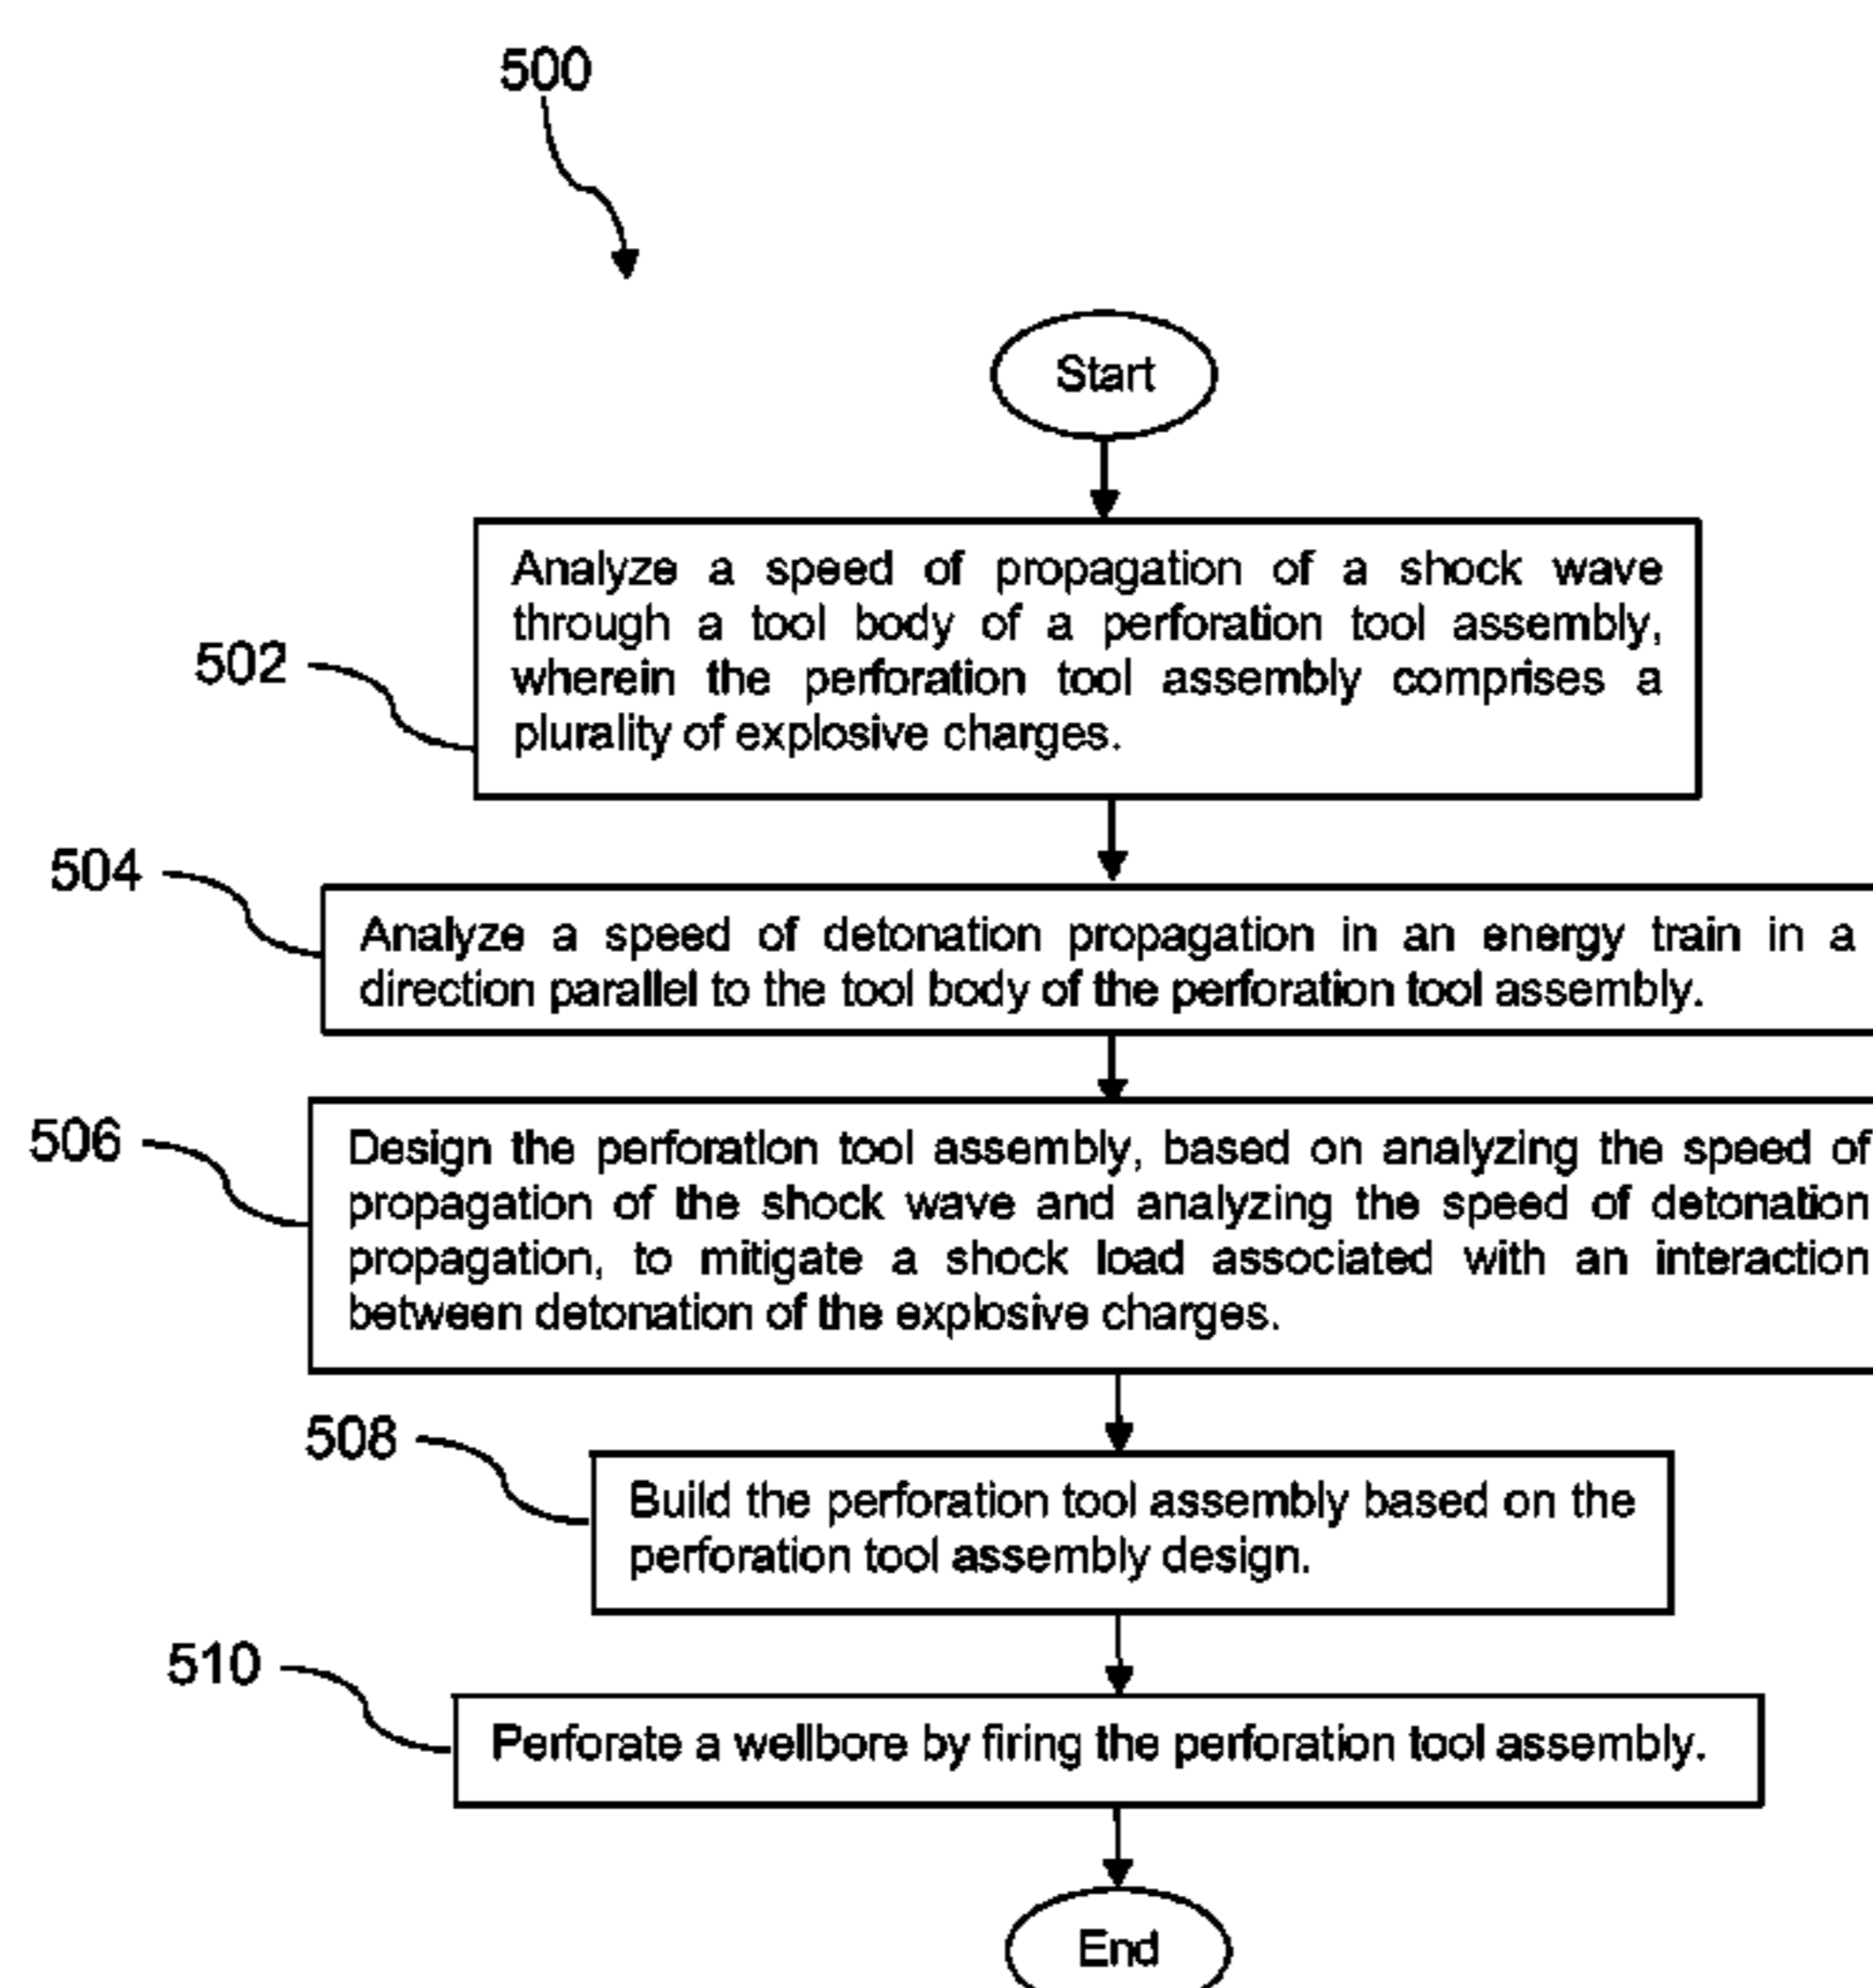 500
Start
502
Analyze a speed of propagation of a shock wave
through a tool body of a perforation tool assembly,
wherein the perforation tool assembly comprises a
plurality of explosive charges.
504
Analyze a speed of detonation propagation in an energy train in a
direction parallel to the tool body of the perforation tool assembly.
506
Design the perforation tool assembly, based on analyzing the speed of
propagation of the shock wave and analyzing the speed of detonation
propagation, to mitigate a shock load associated with an interaction
between detonation of the explosive charges.
508
Build the perforation tool assembly based on the
perforation tool assembly design.
510
Perforate a wellbore by firing the perforation tool assembly.
End